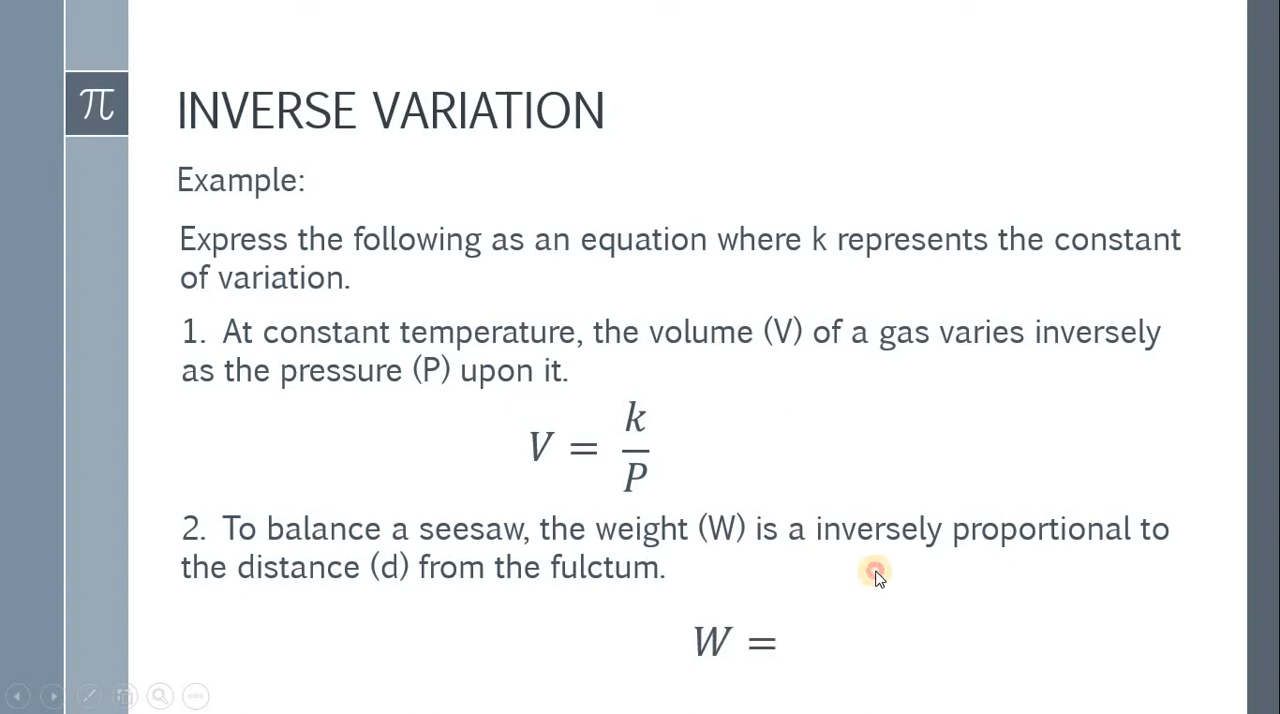 π
INVERSE VARIATION
Example:
Express the following as an equation where k represents the constant
of variation.
1. At constant temperature, the volume (V) of a gas varies inversely
as the pressure (P) upon it.
V = k/P
2. To balance a seesaw, the weight (W) is a inversely proportional to
the distance (d) from the fulctum.
W =